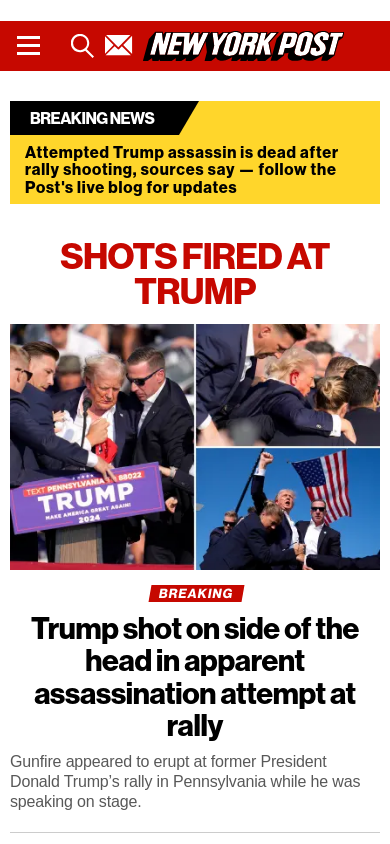 NEW YORK POST
BREAKING NEWS
Attempted Trump assassin is dead after
rally shooting, sources say — follow the
Post's live blog for updates
SHOTS FIRED AT
TRUMP
TEXT PENNSYLVANIA 88022
TRUMP
MAKE AMERICA GREAT AGAIN!
2024
BREAKING
Trump shot on side of the
head in apparent
assassination attempt at
rally
Gunfire appeared to erupt at former President
Donald Trump’s rally in Pennsylvania while he was
speaking on stage.